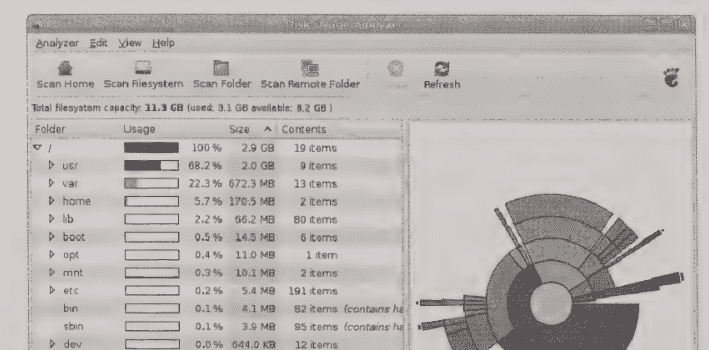 Disk Usage Analyzer
Analyzer Edit View Help
Scan Home Scan Filesystem Scan Folder Scan Remote Folder Refresh
Total filesystem capacity: 11.3 GB (used: 3.1 GB available: 8.2 GB )
Folder Usage Size Contents
/ 100 % 2.9 GB 19 items
usr 68.2 % 2.0 GB 9 items
var 22.3 % 672.3 MB 13 items
home 5.7 % 170.5 MB 2 items
lib 2.2 % 66.2 MB 80 items
boot 0.5 % 14.5 MB 6 items
opt 0.4 % 11.0 MB 1 item
mnt 0.3 % 10.1 MB 2 items
etc 0.2 % 5.4 MB 191 items
bin 0.1 % 4.1 MB 82 items (contains ha
sbin 0.1 % 3.9 MB 95 items (contains ha
dev 0.0 % 644.0 KB 12 items